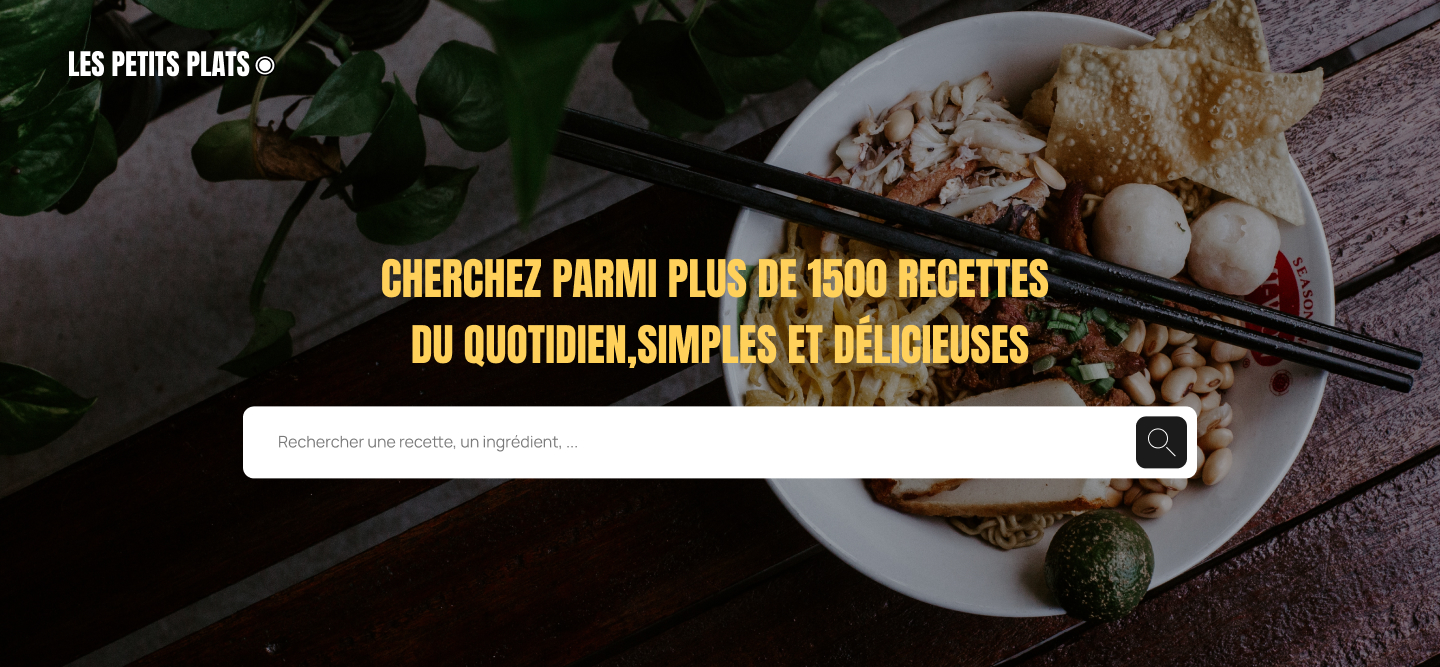 LES PETITS PLATS
CHERCHEZ PARMI PLUS DE 1500 RECETTES
DU QUOTIDIEN,SIMPLES ET DÉLICIEUSES
Rechercher une recette, un ingrédient, ...
SEASON